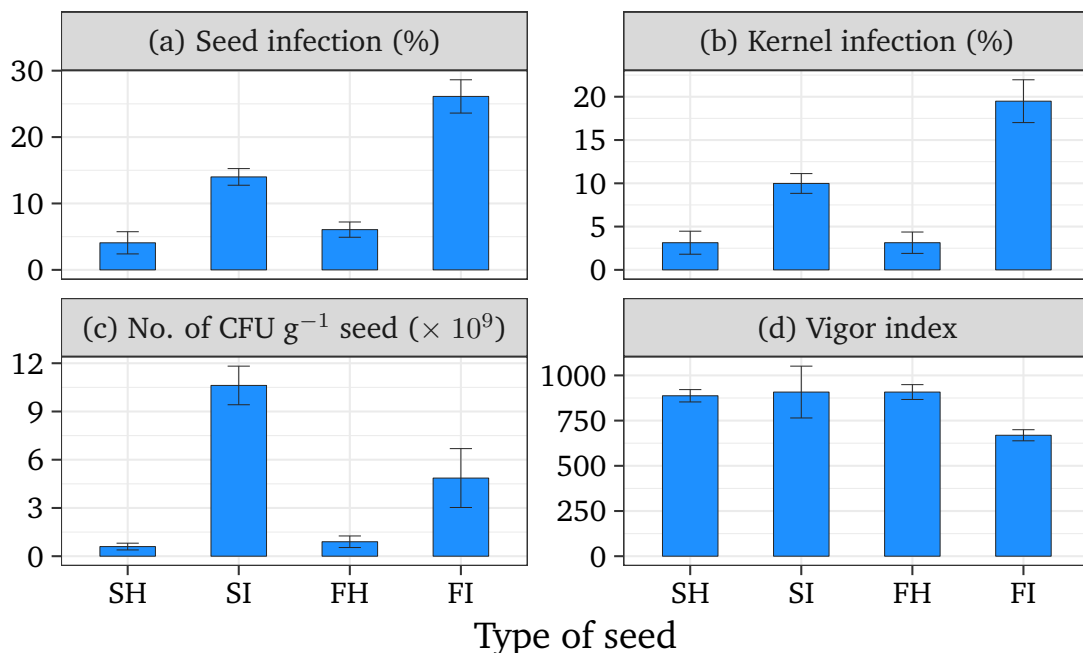 (a) Seed infection (%)
30
20
10
0
(b) Kernel infection (%)
20
15
10
5
0
(c) No. of CFU g⁻¹ seed (× 10⁹)
12
9
6
3
0
SH SI FH FI
(d) Vigor index
1000
750
500
250
0
SH SI FH FI
Type of seed